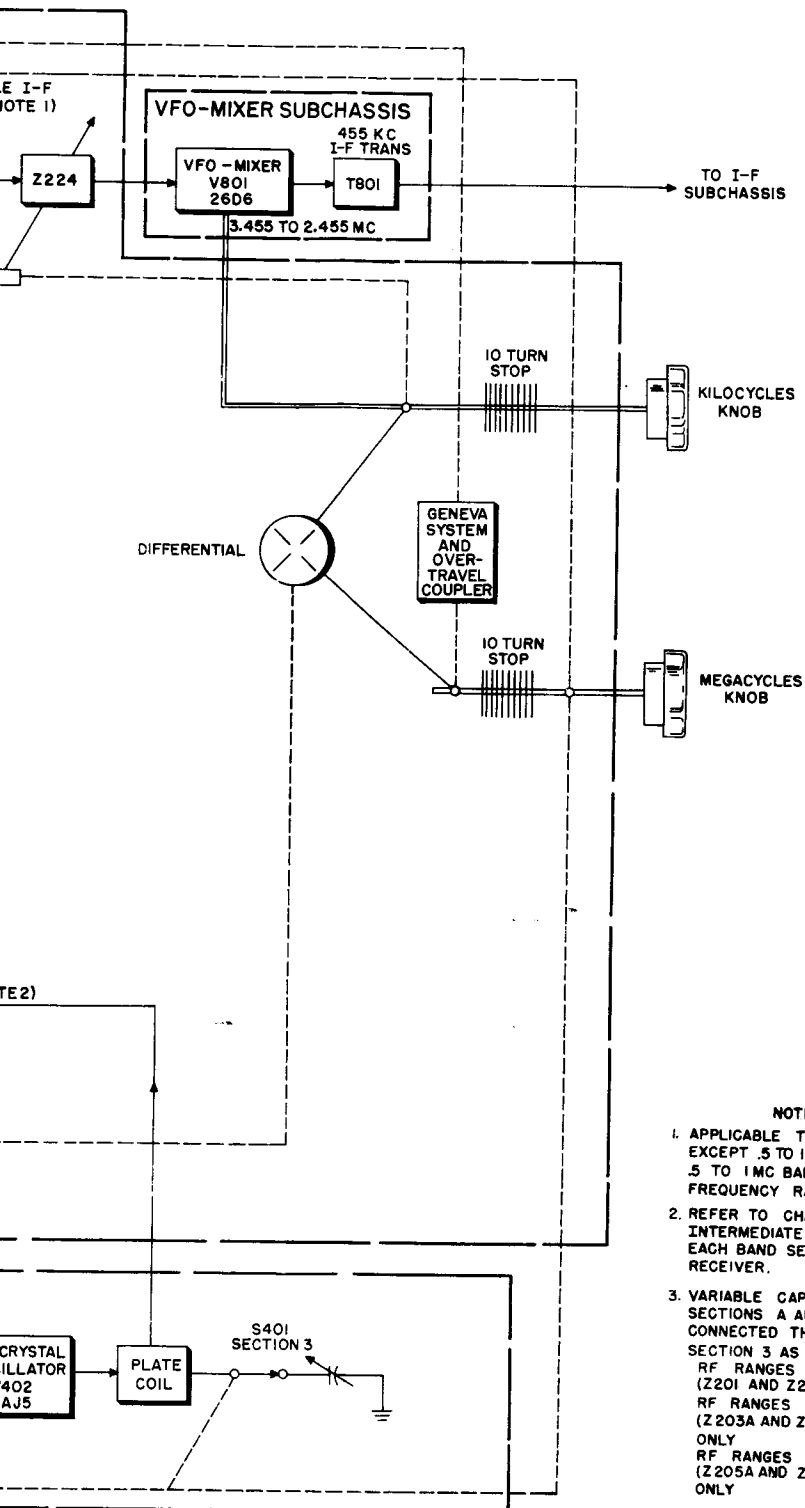 E I-F
OTE 1)
Z224
VFO-MIXER SUBCHASSIS
455 KC
I-F TRANS
VFO - MIXER
V801
26D6
T801
3.455 TO 2.455 MC
TO I-F
SUBCHASSIS
10 TURN
STOP
KILOCYCLES
KNOB
DIFFERENTIAL
GENEVA
SYSTEM
AND
OVER-
TRAVEL
COUPLER
10 TURN
STOP
MEGACYCLES
KNOB
TE2)
CRYSTAL
ILLATOR
402
AJ5
PLATE
COIL
S401
SECTION 3
NOT
1. APPLICABLE T
EXCEPT .5 TO 1
.5 TO 1 MC BA
FREQUENCY R
2. REFER TO CH
INTERMEDIATE
EACH BAND SE
RECEIVER.
3. VARIABLE CAP
SECTIONS A A
CONNECTED TH
SECTION 3 AS
RF RANGES
(Z201 AND Z2
RF RANGES
(Z203A AND Z
ONLY
RF RANGES
(Z205A AND Z
ONLY